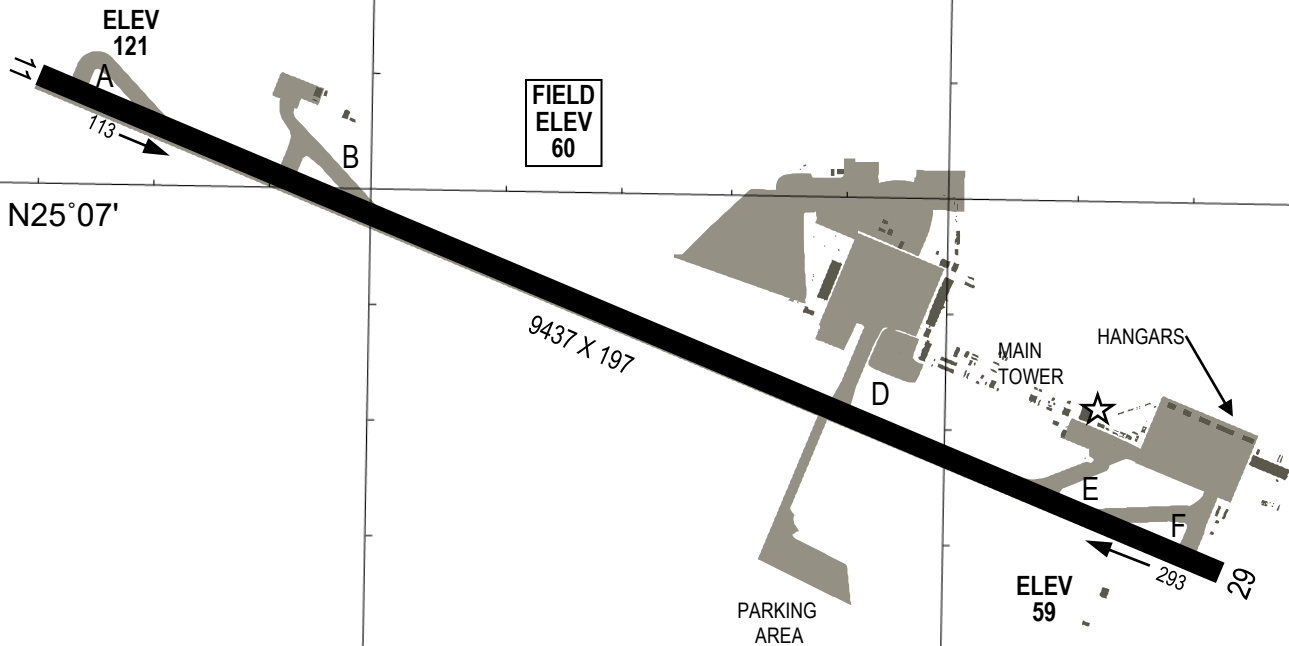 ELEV
121
11
A
113
B
FIELD
ELEV
60
N25°07'
9437 X 197
D
MAIN
TOWER
HANGARS
E
F
293
29
ELEV
59
PARKING
AREA